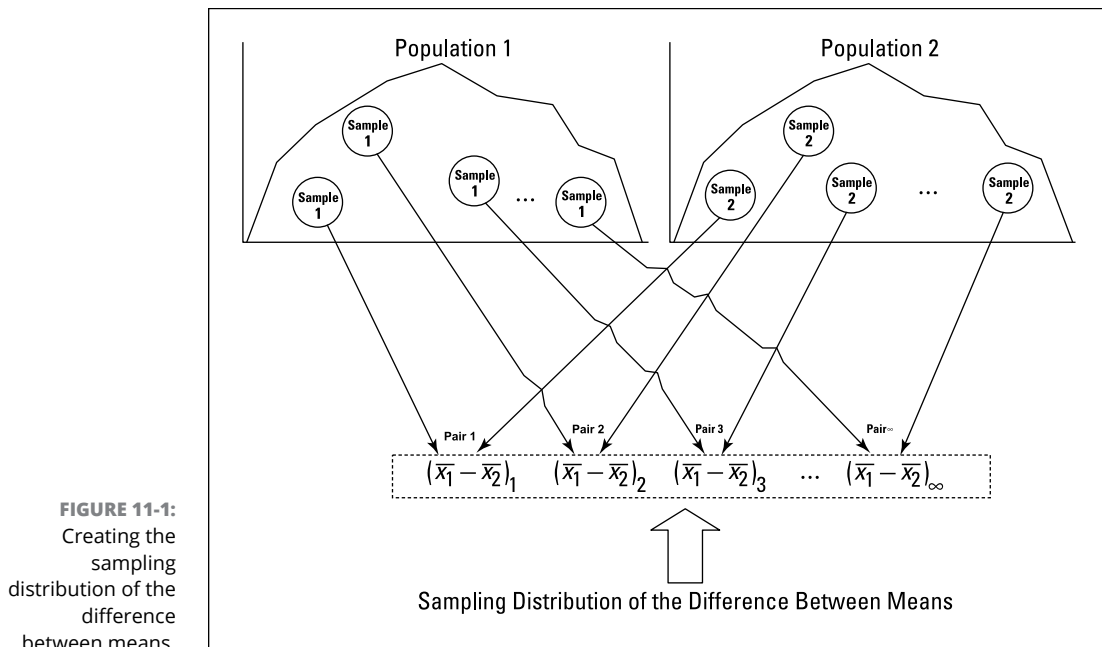 Population 1
Population 2
Sample
1
Sample
1
Sample
1
Sample
1
...
Sample
2
Sample
2
Sample
2
...
Sample
2
Pair 1
Pair 2
Pair 3
Pair∞
(x̄₁ − x̄₂)₁ (x̄₁ − x̄₂)₂ (x̄₁ − x̄₂)₃ ... (x̄₁ − x̄₂)∞
Sampling Distribution of the Difference Between Means
FIGURE 11-1:
Creating the
sampling
distribution of the
difference
between means.